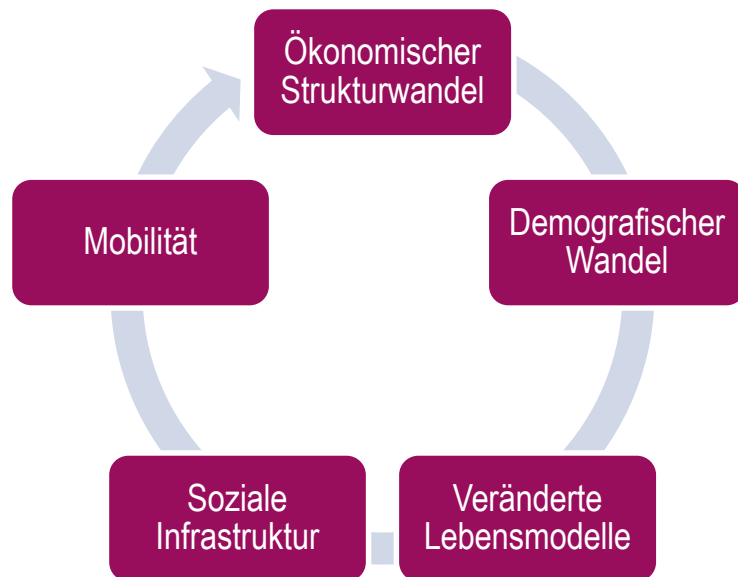 Ökonomischer
Strukturwandel
Demografischer
Wandel
Veränderte
Lebensmodelle
Soziale
Infrastruktur
Mobilität